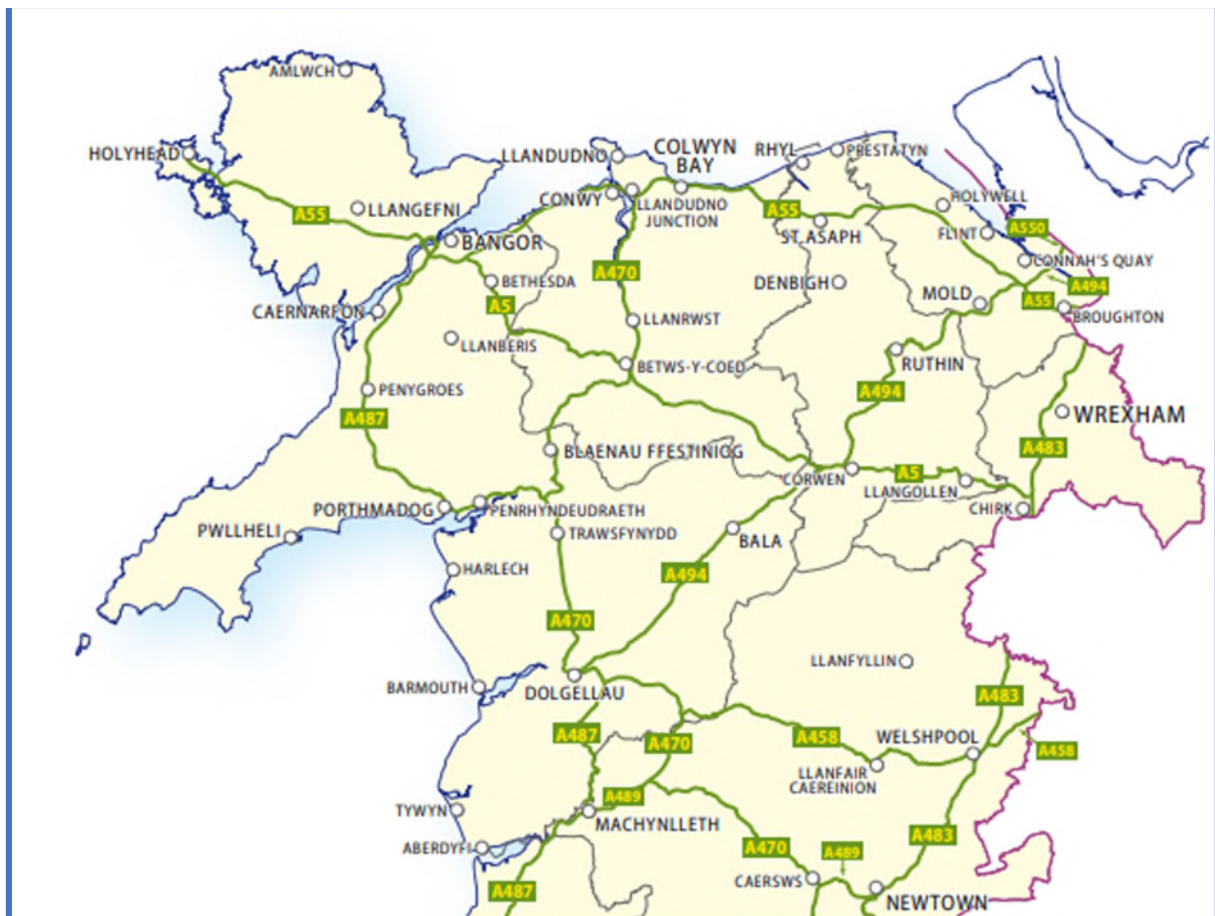 AMLWCH
HOLYHEAD
LLANDUDNO
COLWYN
BAY
RHYL
PRESTATYN
CONWY
LLANDUDNO
JUNCTION
A55
LLANGEFNI
A55
HOLYWELL
ST.ASAPH
FLINT
A550
BANGOR
CONNAH'S QUAY
A470
BETHESDA
DENBIGH
A494
MOLD
A55
A5
CAERNARFON
LLANRWST
BROUGHTON
LLANBERIS
BETWS-Y-COED
RUTHIN
PENYGROES
A494
A487
WREXHAM
A483
BLAENAU FFESTINIOG
CORWEN
A5
LLANGOLLEN
PORTHMADOG
PENRHYNDEUDRAETH
CHIRK
PWLLHELI
TRAWSFYNYDD
BALA
HARLECH
A494
A470
LLANFYLLIN
BARMOUTH
DOLGELLAU
A483
A487
A470
A458
WELSHPOOL
A458
LLANFAIR
CAEREINION
A489
TYWYN
MACHYNLLETH
A483
ABERDYFI
A470
A489
CAERSWS
A487
NEWTOWN